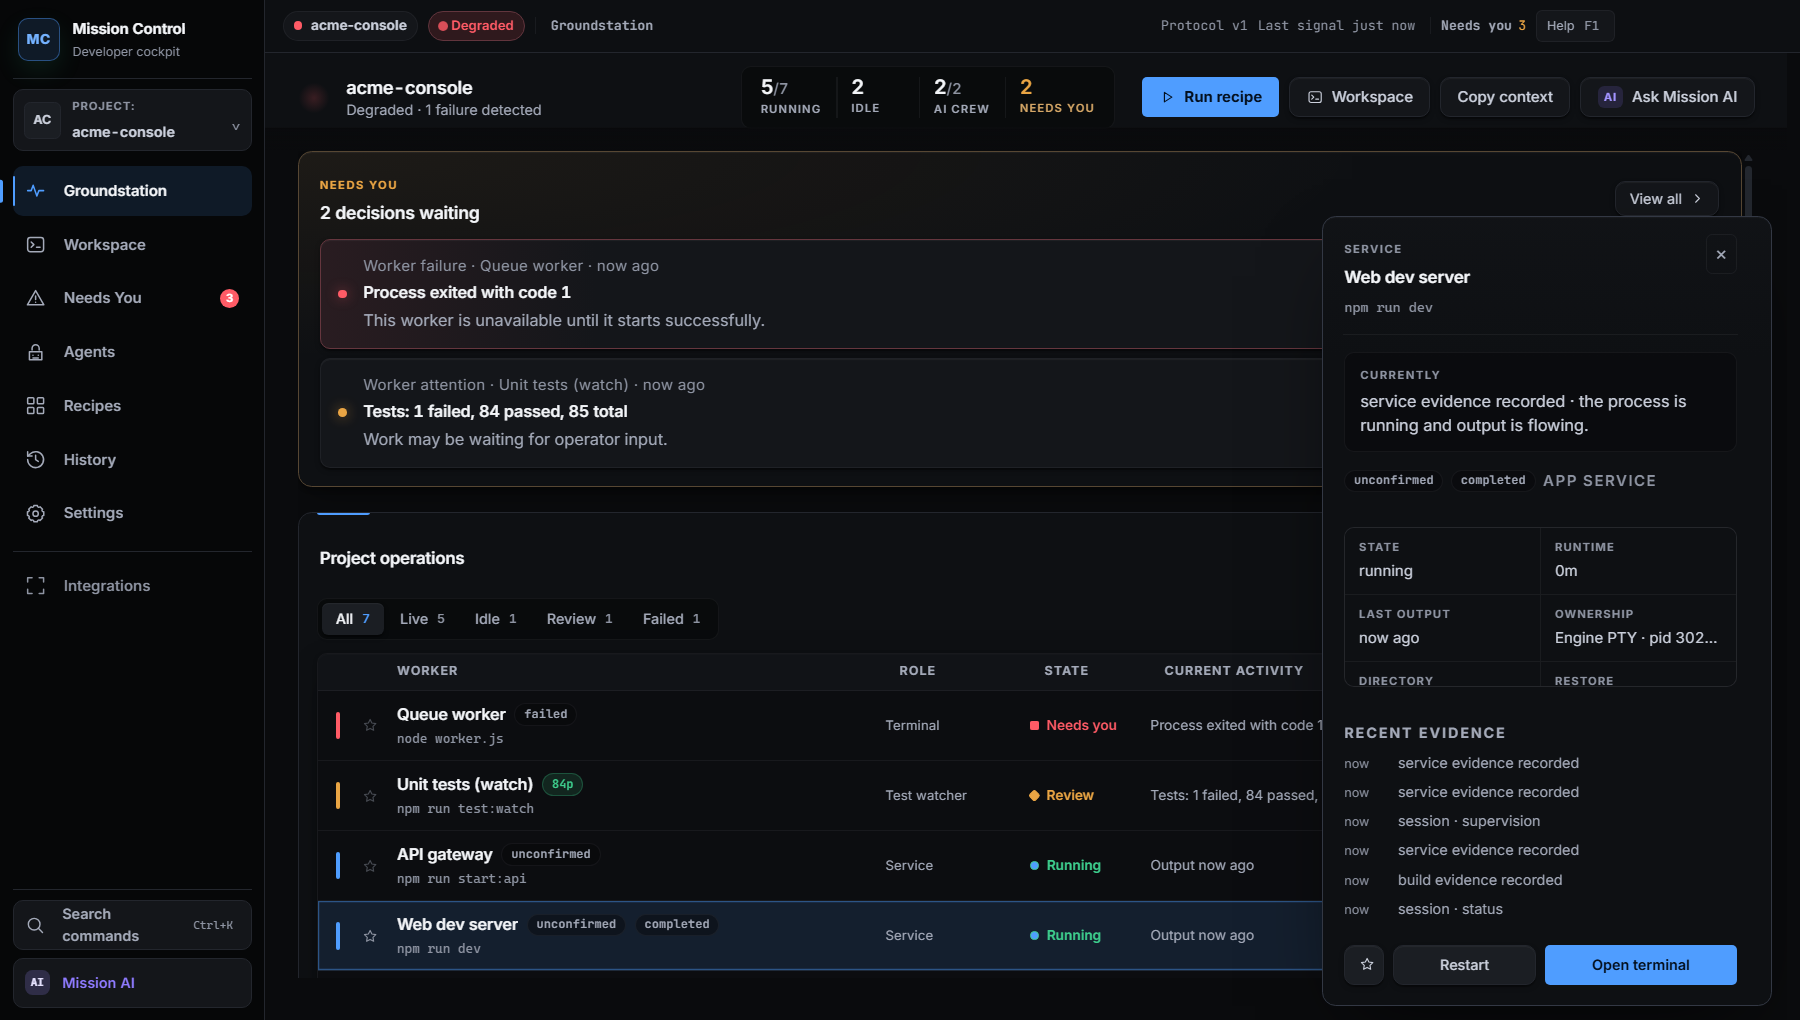 MC
Mission Control
Developer cockpit
AC
PROJECT:
acme-console
Groundstation
Workspace
Needs You
3
Agents
Recipes
History
Settings
Integrations
Search commands
Ctrl+K
AI
Mission AI
acme-console
Degraded
Groundstation
Protocol v1
Last signal just now
Needs you 3
Help F1
acme-console
Degraded · 1 failure detected
5/7
RUNNING
2
IDLE
2/2
AI CREW
2
NEEDS YOU
Run recipe
Workspace
Copy context
AI Ask Mission AI
NEEDS YOU
2 decisions waiting
View all
Worker failure · Queue worker · now ago
Process exited with code 1
This worker is unavailable until it starts successfully.
Worker attention · Unit tests (watch) · now ago
Tests: 1 failed, 84 passed, 85 total
Work may be waiting for operator input.
Project operations
All 7
Live 5
Idle 1
Review 1
Failed 1
WORKER
ROLE
STATE
CURRENT ACTIVITY
Queue worker failed
node worker.js
Terminal
Needs you
Process exited with code 1
Unit tests (watch) 84p
npm run test:watch
Test watcher
Review
Tests: 1 failed, 84 passed,
API gateway unconfirmed
npm run start:api
Service
Running
Output now ago
Web dev server unconfirmed completed
npm run dev
Service
Running
Output now ago
SERVICE
Web dev server
npm run dev
CURRENTLY
service evidence recorded · the process is
running and output is flowing.
unconfirmed completed APP SERVICE
STATE
running
RUNTIME
0m
LAST OUTPUT
now ago
OWNERSHIP
Engine PTY · pid 302...
DIRECTORY
RESTORE
RECENT EVIDENCE
now service evidence recorded
now service evidence recorded
now session · supervision
now service evidence recorded
now build evidence recorded
now session · status
Restart
Open terminal